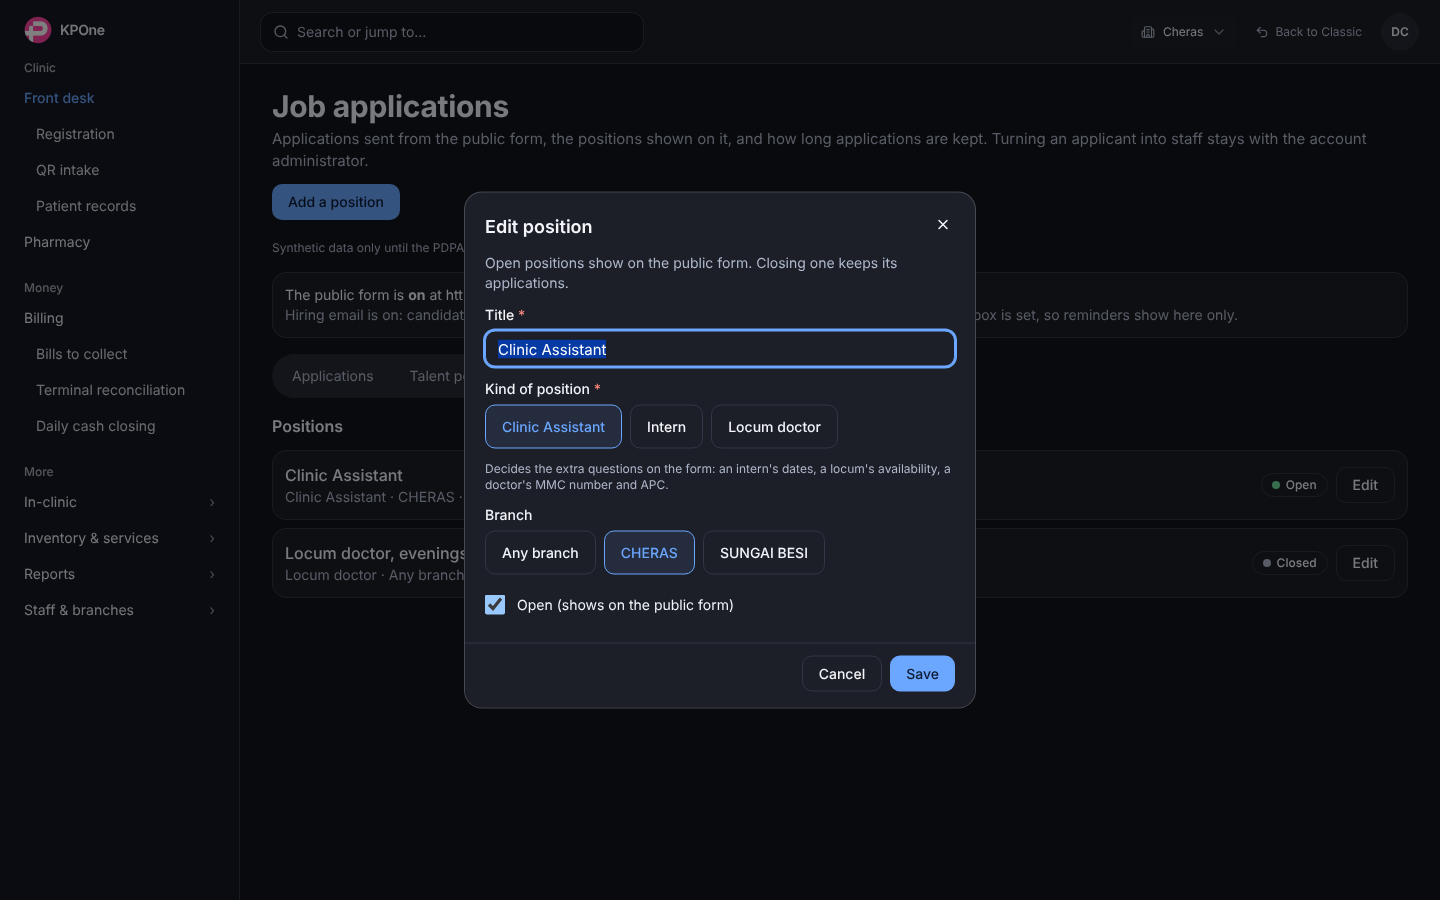 KPOne
Search or jump to...
Cheras
Back to Classic
DC
Clinic
Front desk
Registration
QR intake
Patient records
Pharmacy
Money
Billing
Bills to collect
Terminal reconciliation
Daily cash closing
More
In-clinic
Inventory & services
Reports
Staff & branches
Job applications
Applications sent from the public form, the positions shown on it, and how long applications are kept. Turning an applicant into staff stays with the account
administrator.
Add a position
Synthetic data only until the PDPA
The public form is on at
Hiring email is on: is set, so reminders show here only.
Applications
Talent
Positions
Clinic Assistant
Clinic Assistant · CHERAS ·
Open
Edit
Locum doctor, evenings
Locum doctor · Any branch
Closed
Edit
Edit position
Open positions show on the public form. Closing one keeps its
applications.
Title *
Clinic Assistant
Kind of position *
Clinic Assistant
Intern
Locum doctor
Decides the extra questions on the form: an intern's dates, a locum's availability, a
doctor's MMC number and APC.
Branch
Any branch
CHERAS
SUNGAI BESI
Open (shows on the public form)
Cancel
Save